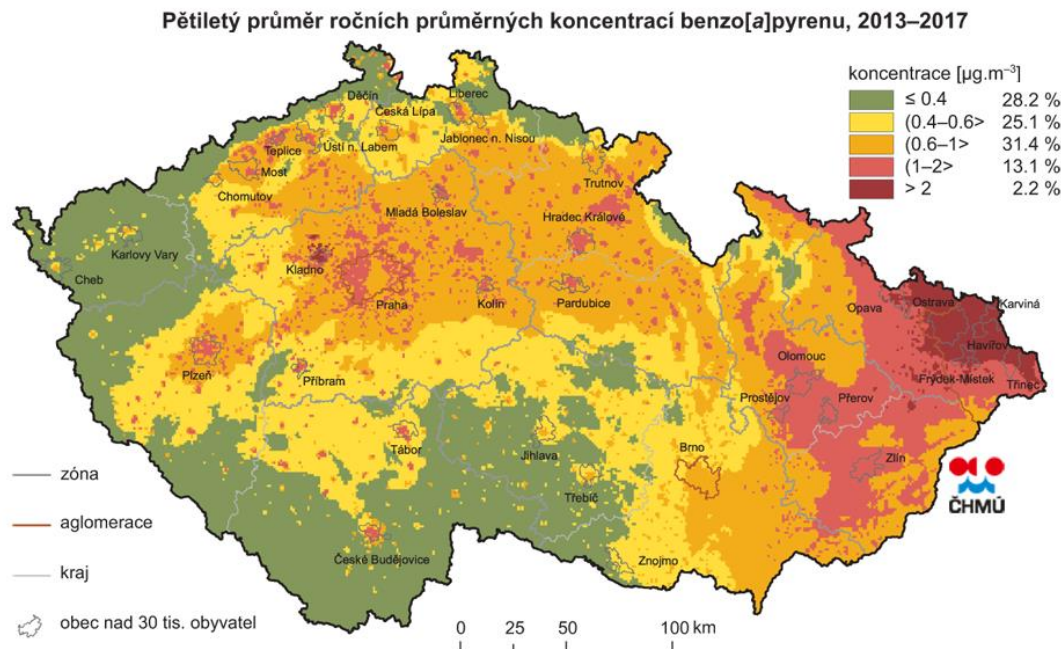 Pětiletý průměr ročních průměrných koncentrací benzo[a]pyrenu, 2013–2017
koncentrace [µg.m⁻³]
≤ 0.4 28.2 %
(0.4–0.6> 25.1 %
(0.6–1> 31.4 %
(1–2> 13.1 %
> 2 2.2 %
Děčín
Liberec
Česká Lípa
Teplice
Ústí n. Labem
Jablonec n. Nisou
Most
Chomutov
Trutnov
Mladá Boleslav
Hradec Králové
Karlovy Vary
Cheb
Kladno
Praha
Kolín
Pardubice
Opava
Ostrava
Karviná
Havířov
Plzeň
Příbram
Olomouc
Frýdek-Místek
Třinec
Prostějov
Přerov
Tábor
Jihlava
Brno
Zlín
Třebíč
České Budějovice
Znojmo
zóna
aglomerace
kraj
obec nad 30 tis. obyvatel
0 25 50 100 km
ČHMÚ